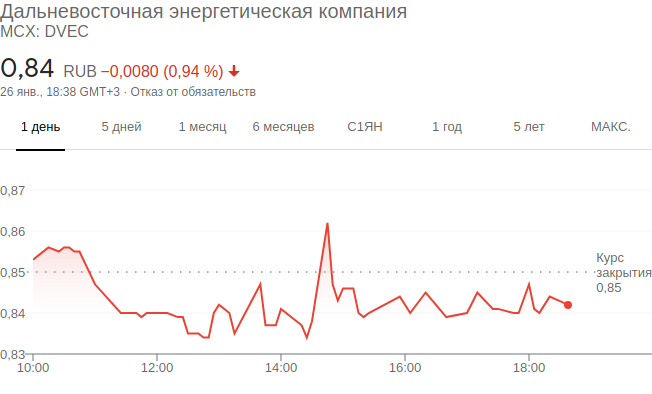 Дальневосточная энергетическая компания
MCX: DVEC
0,84 RUB −0,0080 (0,94 %)
26 янв., 18:38 GMT+3 · Отказ от обязательств
1 день 5 дней 1 месяц 6 месяцев С1ЯН 1 год 5 лет МАКС.
0,87
0,86
0,85
0,84
0,83
Курс
закрытия
0,85
10:00 12:00 14:00 16:00 18:00